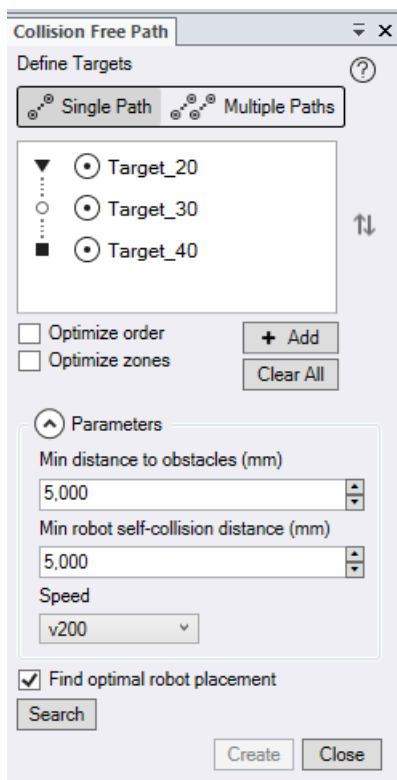 Collision Free Path
Define Targets
Single Path Multiple Paths
Target_20
Target_30
Target_40
Optimize order
+ Add
Optimize zones
Clear All
Parameters
Min distance to obstacles (mm)
5,000
Min robot self-collision distance (mm)
5,000
Speed
v200
Find optimal robot placement
Search
Create Close